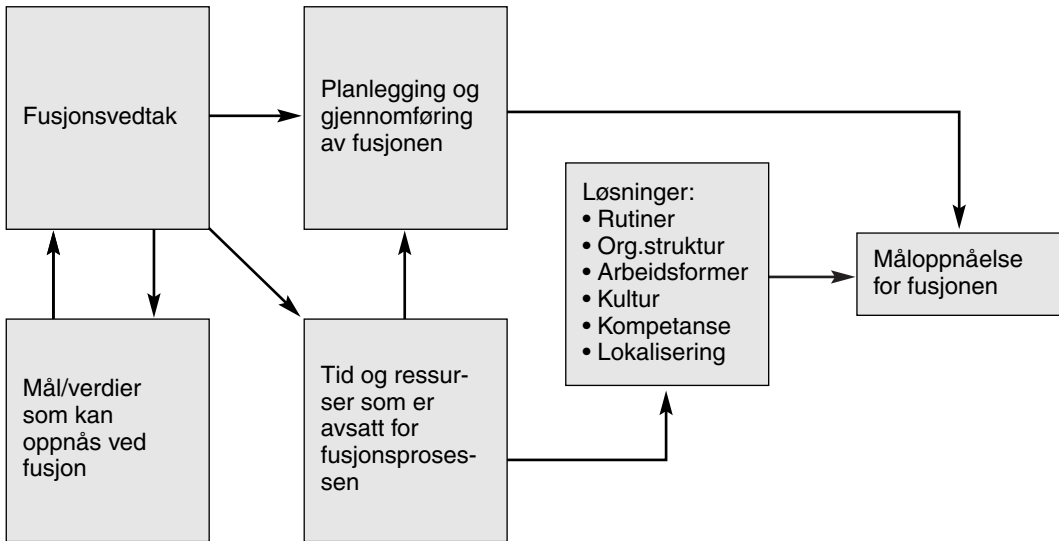 Fusjonsvedtak
Planlegging og
gjennomføring
av fusjonen
Løsninger:
• Rutiner
• Org.struktur
• Arbeidsformer
• Kultur
• Kompetanse
• Lokalisering
Måloppnåelse
for fusjonen
Mål/verdier
som kan
oppnås ved
fusjon
Tid og ressur-
ser som er
avsatt for
fusjonsproses-
sen